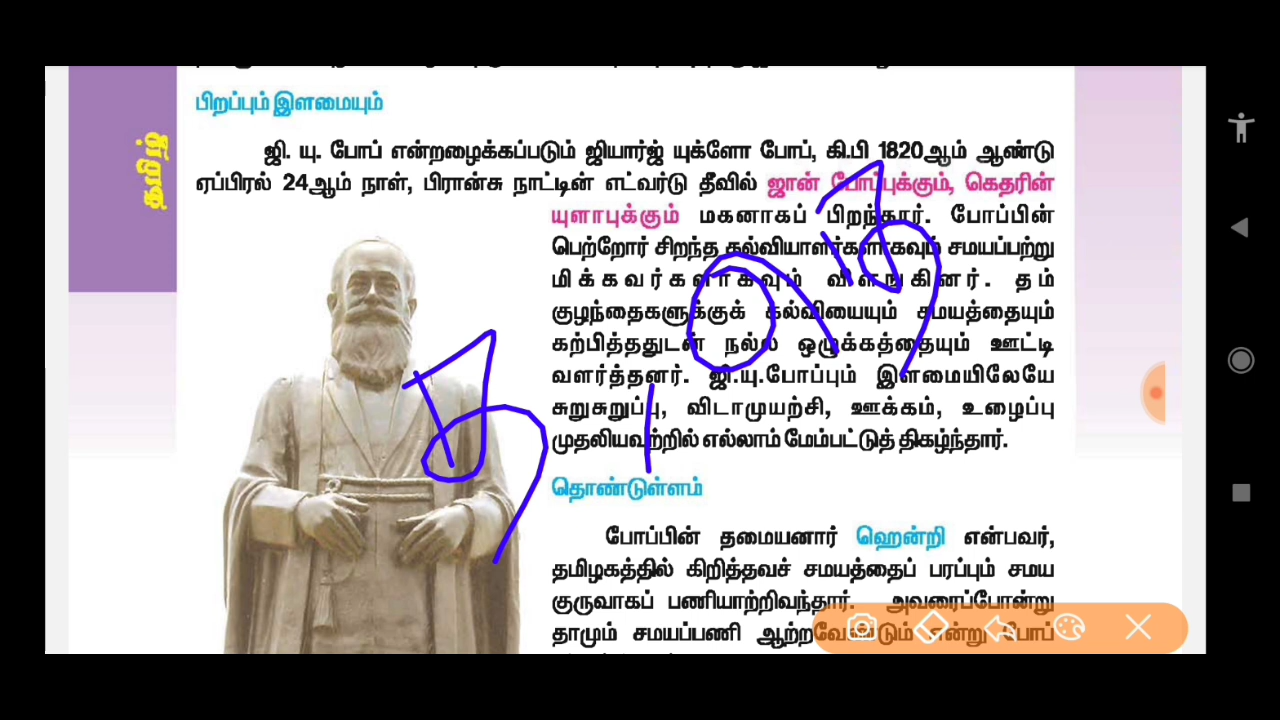 தமிழ்
பிறப்பும் இளமையும்
ஜி. யு. போப் என்றழைக்கப்படும் ஜியார்ஜ் யுக்ளோ போப், கி.பி 1820ஆம் ஆண்டு
ஏப்பிரல் 24ஆம் நாள், பிரான்சு நாட்டின் எட்வர்டு தீவில் ஜான் போப்புக்கும், கெதரின்
யுளாபுக்கும் மகனாகப் பிறந்தார். போப்பின்
பெற்றோர் சிறந்த கல்வியாளர்களாகவும் சமயப்பற்று
மிக்கவர்களாகவும் விளங்கினர். தம்
குழந்தைகளுக்குக் கல்வியையும் சமயத்தையும்
கற்பித்ததுடன் நல்ல ஒழுக்கத்தையும் ஊட்டி
வளர்த்தனர். ஜி.யு.போப்பும் இளமையிலேயே
சுறுசுறுப்பு, விடாமுயற்சி, ஊக்கம், உழைப்பு
முதலியவற்றில் எல்லாம் மேம்பட்டுத் திகழ்ந்தார்.
தொண்டுள்ளம்
போப்பின் தமையனார் ஹென்றி என்பவர்,
தமிழகத்தில் கிறித்தவச் சமயத்தைப் பரப்பும் சமய
குருவாகப் பணியாற்றிவந்தார். அவரைப்போன்று
தாமும் சமயப்பணி ஆற்றவேண்டும் என்று போப்